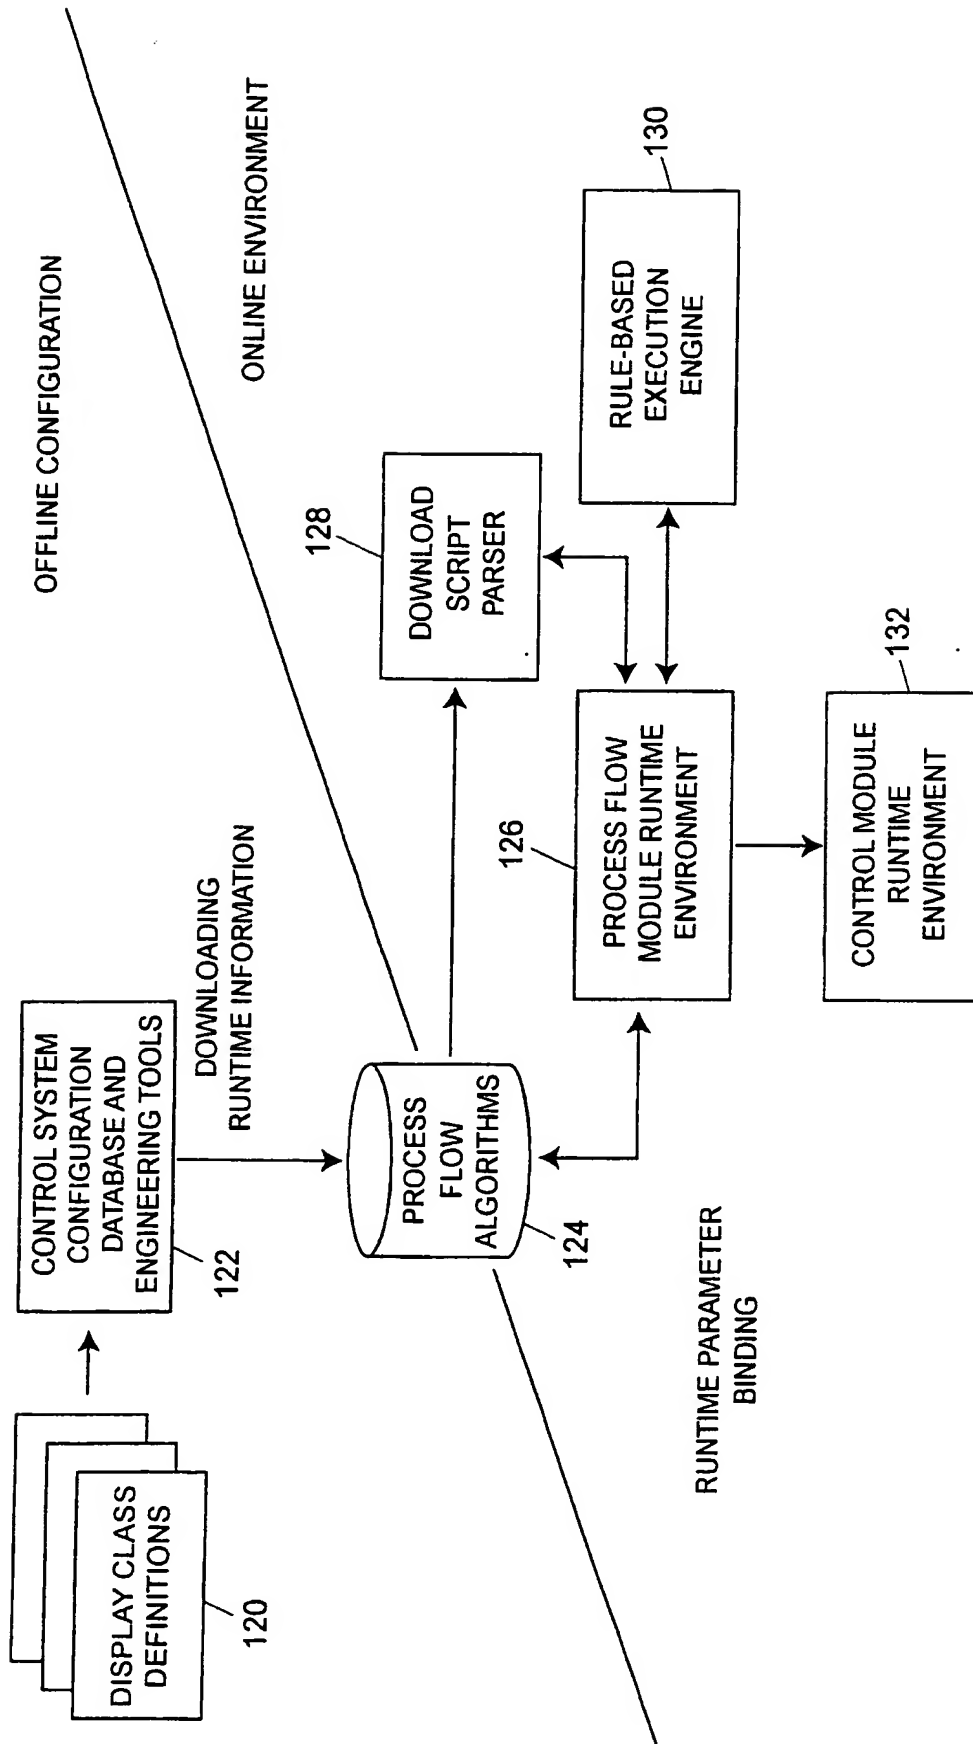 OFFLINE CONFIGURATION
ONLINE ENVIRONMENT
DISPLAY CLASS
DEFINITIONS
120
CONTROL SYSTEM
CONFIGURATION
DATABASE AND
ENGINEERING TOOLS
122
DOWNLOADING
RUNTIME INFORMATION
PROCESS
FLOW
ALGORITHMS
124
128
DOWNLOAD
SCRIPT
PARSER
126
PROCESS FLOW
MODULE RUNTIME
ENVIRONMENT
RULE-BASED
EXECUTION
ENGINE
130
CONTROL MODULE
RUNTIME
ENVIRONMENT
132
RUNTIME PARAMETER
BINDING